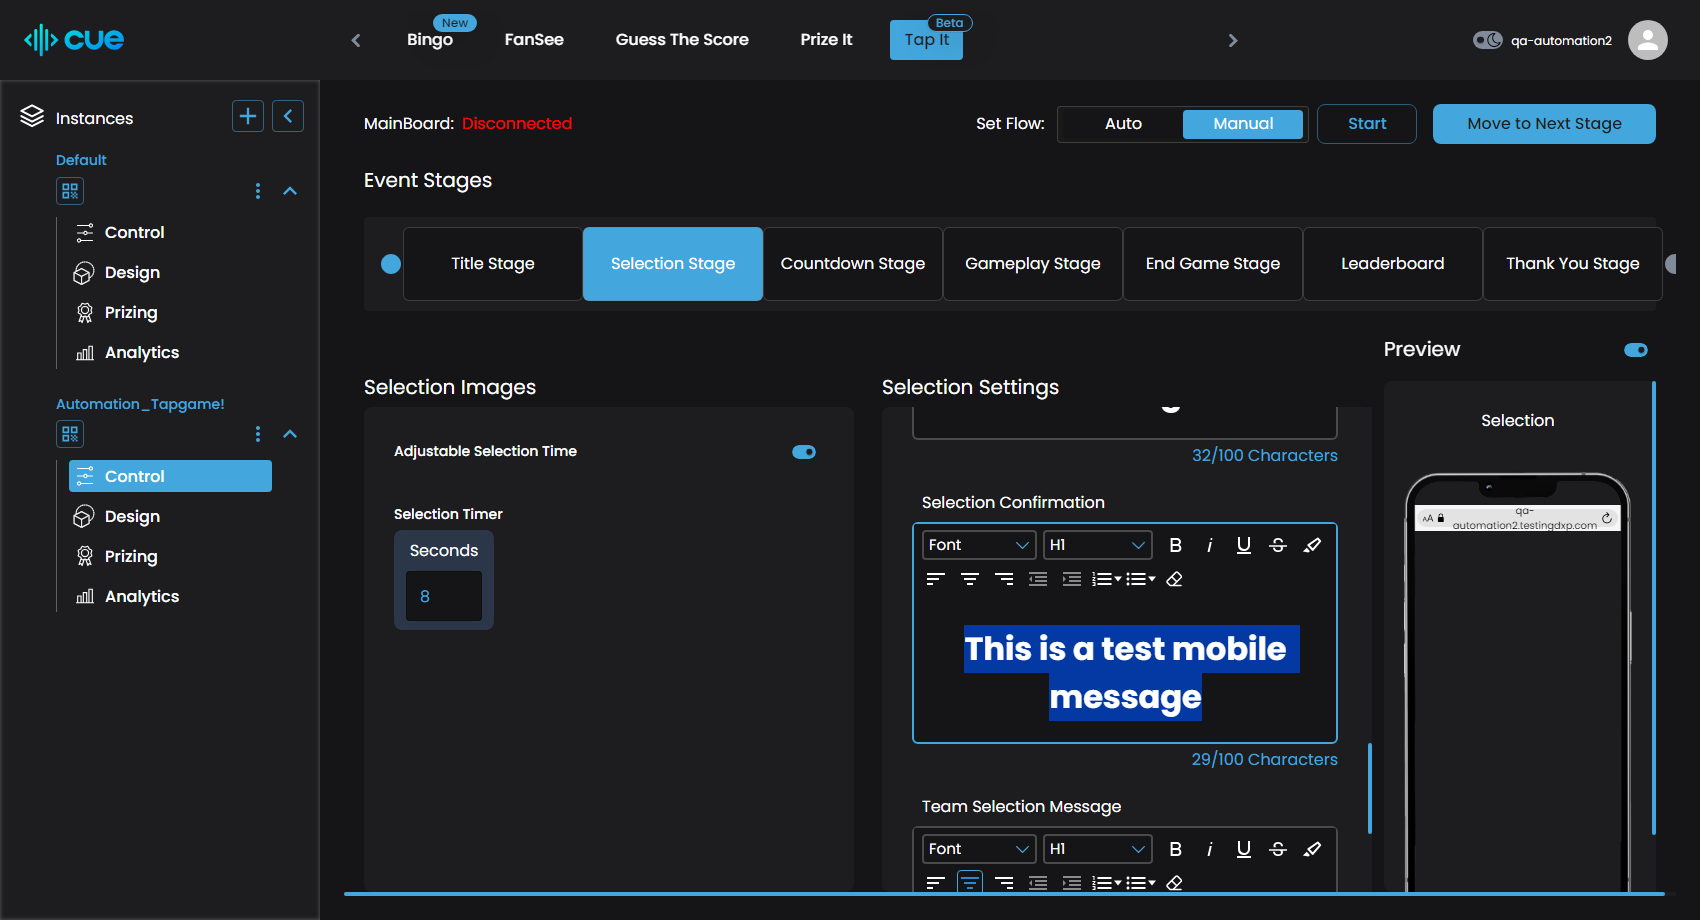 cue
Bingo
New
FanSee
Guess The Score
Prize It
Tap It
Beta
qa-automation2
Instances
Default
Control
Design
Prizing
Analytics
Automation_Tapgame!
Control
Design
Prizing
Analytics
MainBoard: Disconnected
Set Flow:
Auto
Manual
Start
Move to Next Stage
Event Stages
Title Stage
Selection Stage
Countdown Stage
Gameplay Stage
End Game Stage
Leaderboard
Thank You Stage
Selection Images
Adjustable Selection Time
Selection Timer
Seconds
8
Selection Settings
32/100 Characters
Selection Confirmation
Font
H1
B
i
U
S
This is a test mobile
message
29/100 Characters
Team Selection Message
Font
H1
B
i
U
S
Preview
Selection
AA
qa-
automation2.testingdxp.com